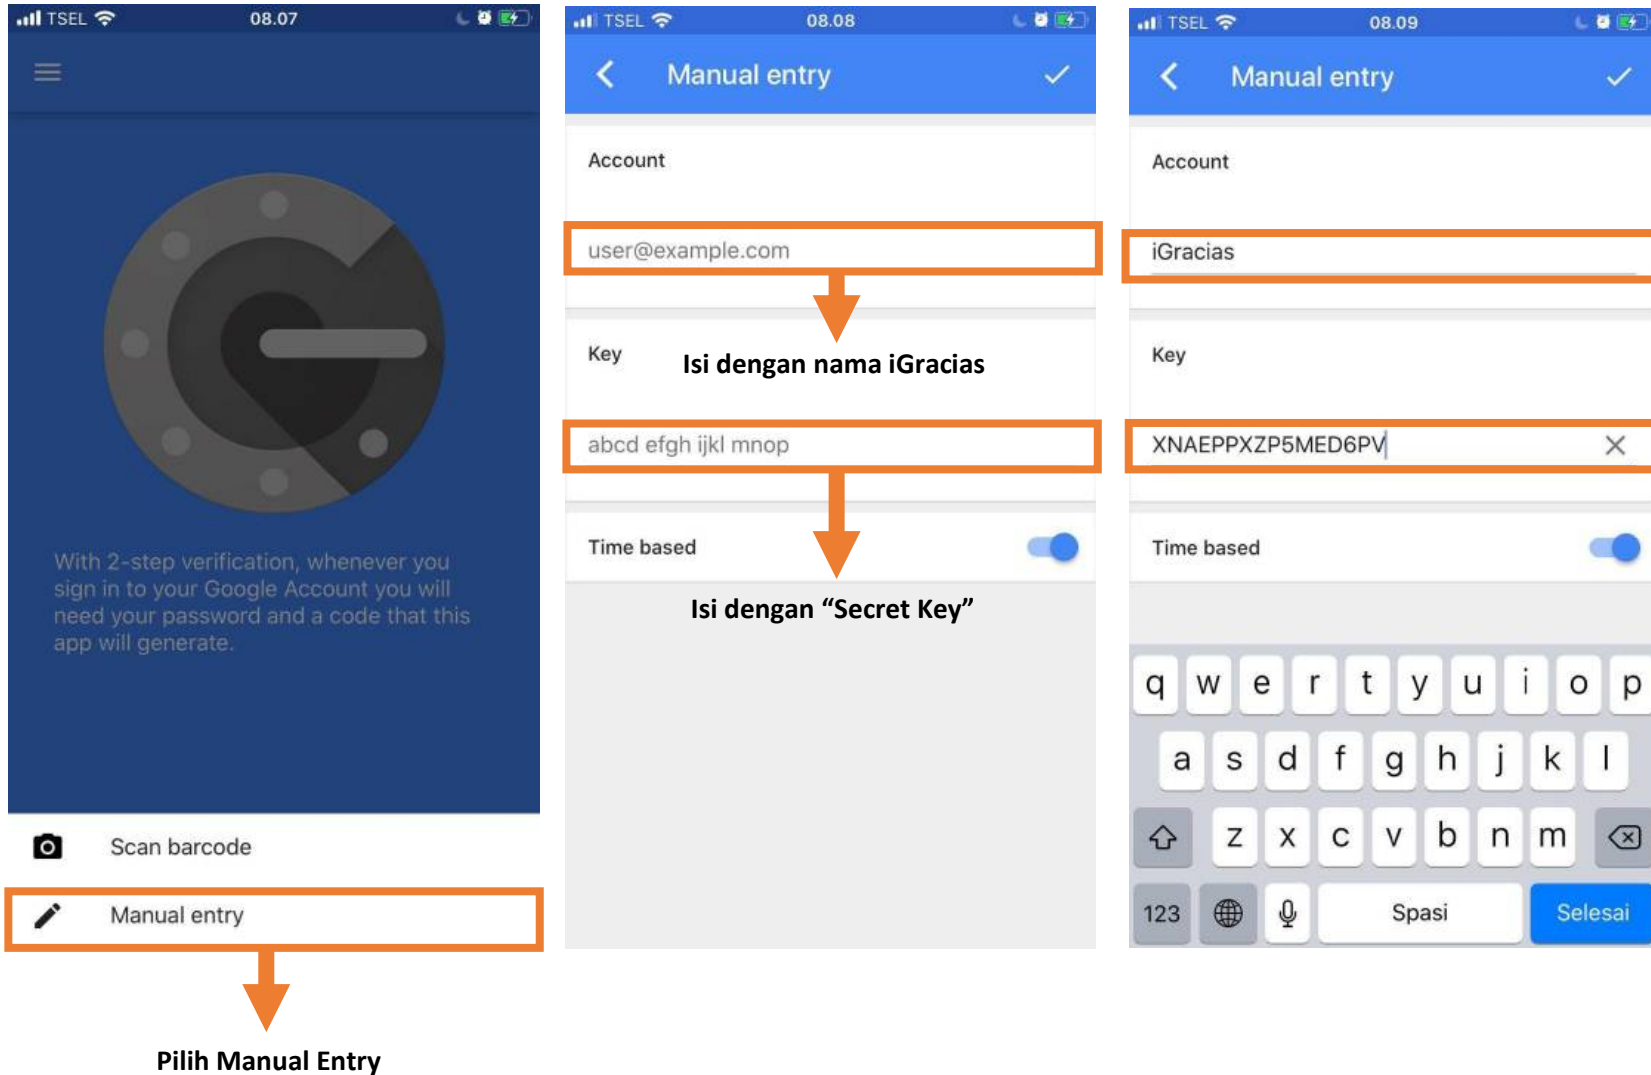 TSEL 08.07
With 2-step verification, whenever you
sign in to your Google Account you will
need your password and a code that this
app will generate.
Scan barcode
Manual entry
Pilih Manual Entry
TSEL 08.08
Manual entry
Account
user@example.com
Isi dengan nama iGracias
Key
abcd efgh ijkl mnop
Time based
Isi dengan “Secret Key”
TSEL 08.09
Manual entry
Account
iGracias
Key
XNAEPPXZP5MED6PV
Time based
q w e r t y u i o p
a s d f g h j k l
z x c v b n m
123 Spasi Selesai